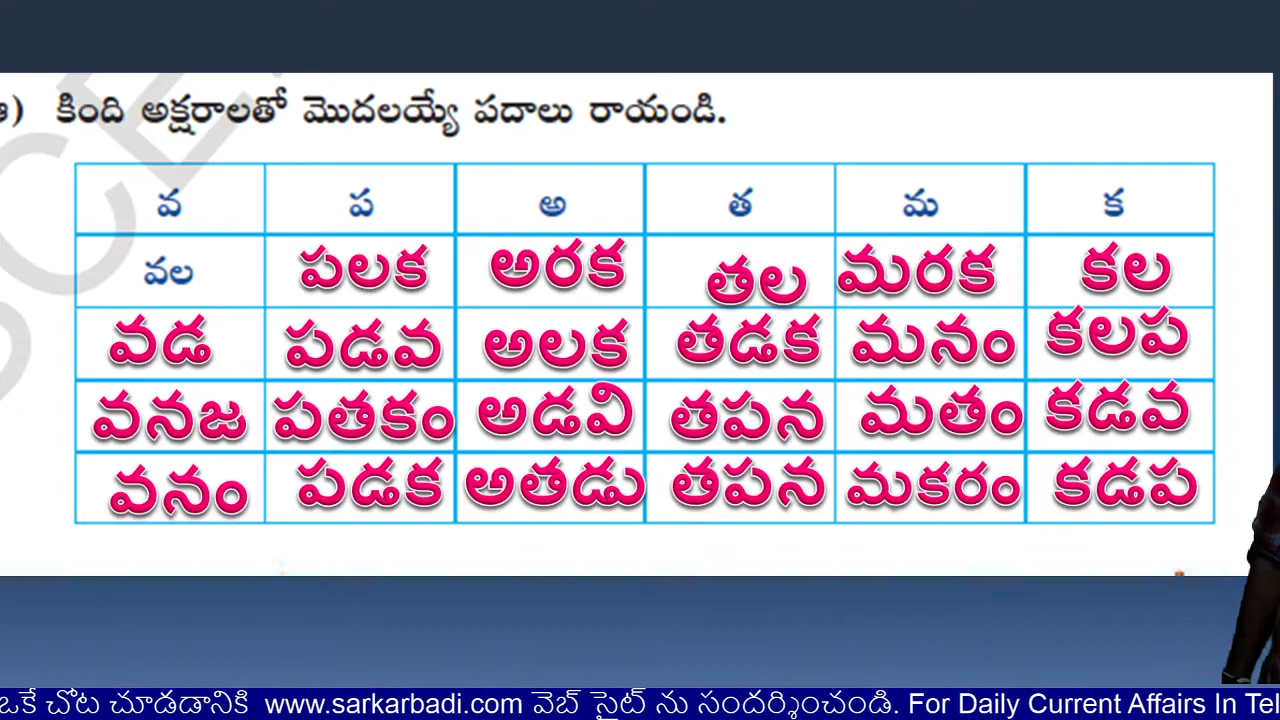 ఆ) కింది అక్షరాలతో మొదలయ్యే పదాలు రాయండి.
వ ప అ త మ క
వల పలక అరక తల మరక కల
వడ పడవ అలక తడక మనం కలప
వనజ పతకం అడవి తపన మతం కడవ
వనం పడక అతడు తపన మకరం కడప
ఒకే చోట చూడడానికి www.sarkarbadi.com వెబ్ సైట్ ను సందర్శించండి. For Daily Current Affairs In Tel